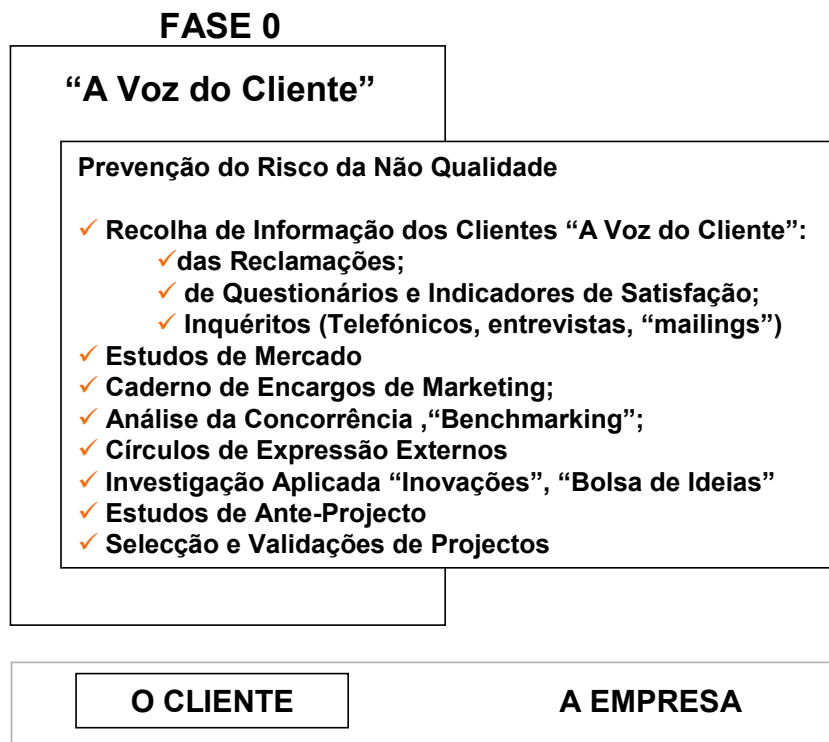 FASE 0
“A Voz do Cliente”
Prevenção do Risco da Não Qualidade
✓ Recolha de Informação dos Clientes “A Voz do Cliente”:
✓das Reclamações;
✓ de Questionários e Indicadores de Satisfação;
✓ Inquéritos (Telefónicos, entrevistas, “mailings”)
✓ Estudos de Mercado
✓ Caderno de Encargos de Marketing;
✓ Análise da Concorrência ,“Benchmarking”;
✓ Círculos de Expressão Externos
✓ Investigação Aplicada “Inovações”, “Bolsa de Ideias”
✓ Estudos de Ante-Projecto
✓ Selecção e Validações de Projectos
O CLIENTE A EMPRESA